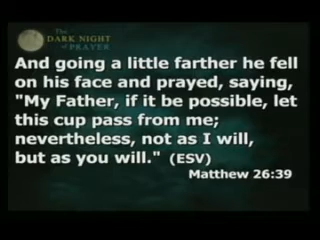 The
DARK NIGHT
of PRAYER
And going a little farther he fell
on his face and prayed, saying,
"My Father, if it be possible, let
this cup pass from me;
nevertheless, not as I will,
but as you will." (ESV)
Matthew 26:39